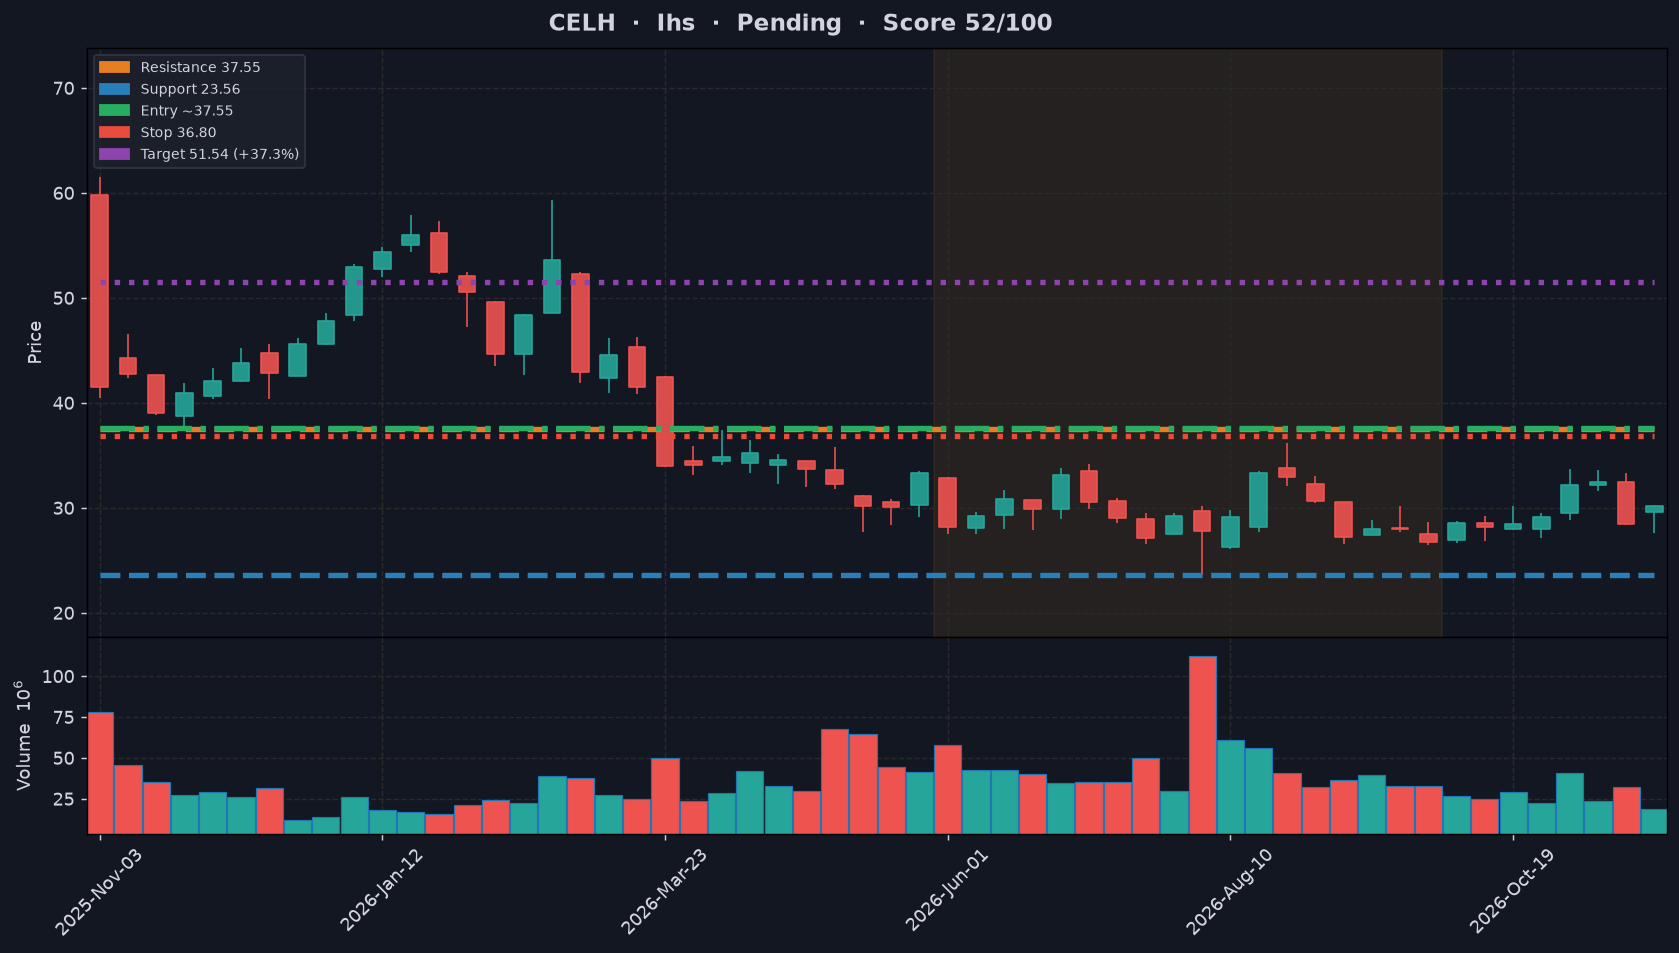 CELH · Ihs · Pending · Score 52/100
Resistance 37.55
Support 23.56
Entry ~37.55
Stop 36.80
Target 51.54 (+37.3%)
Price
70
60
50
40
30
20
Volume 10⁶
100
75
50
25
2025-Nov-03
2026-Jan-12
2026-Mar-23
2026-Jun-01
2026-Aug-10
2026-Oct-19